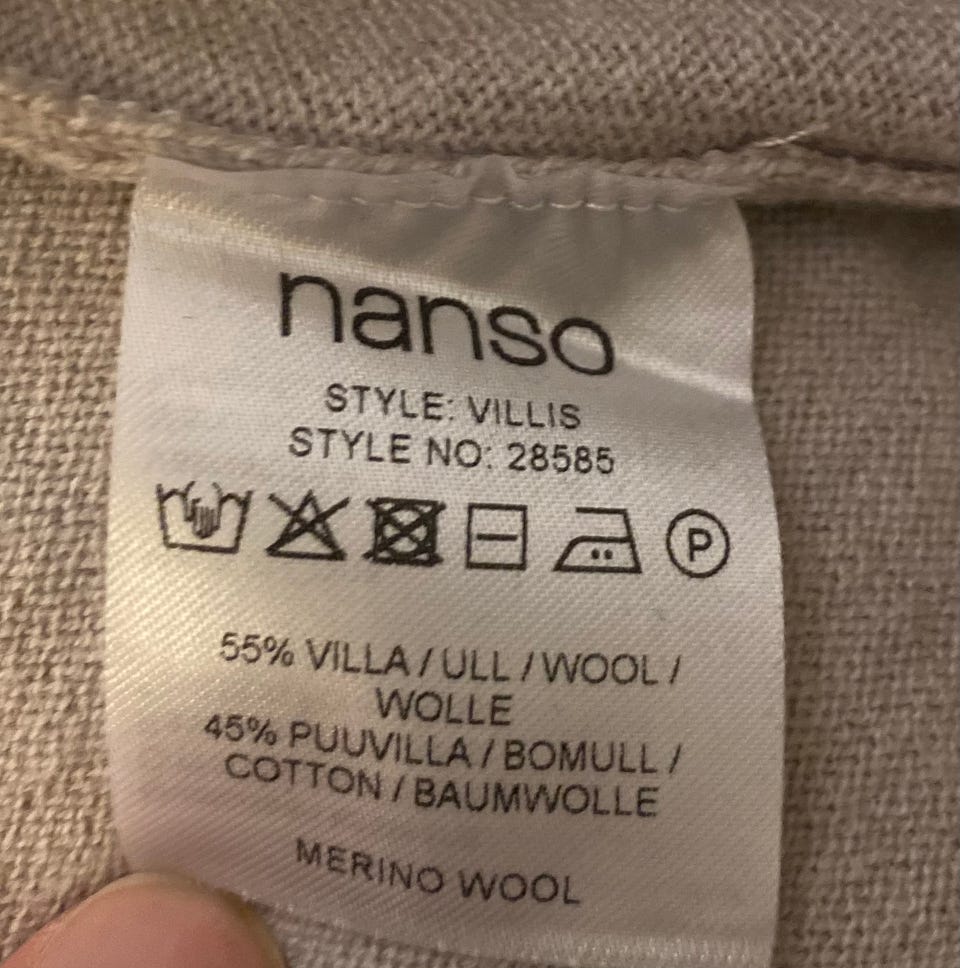 nanso
STYLE: VILLIS
STYLE NO: 28585
P
55% VILLA / ULL / WOOL /
WOLLE
45% PUUVILLA / BOMULL /
COTTON / BAUMWOLLE
MERINO WOOL